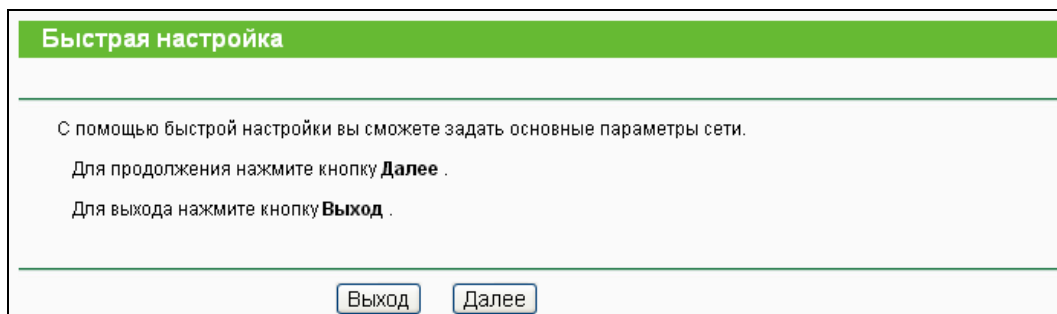 Быстрая настройка
С помощью быстрой настройки вы сможете задать основные параметры сети.
Для продолжения нажмите кнопку Далее .
Для выхода нажмите кнопку Выход .
Выход Далее